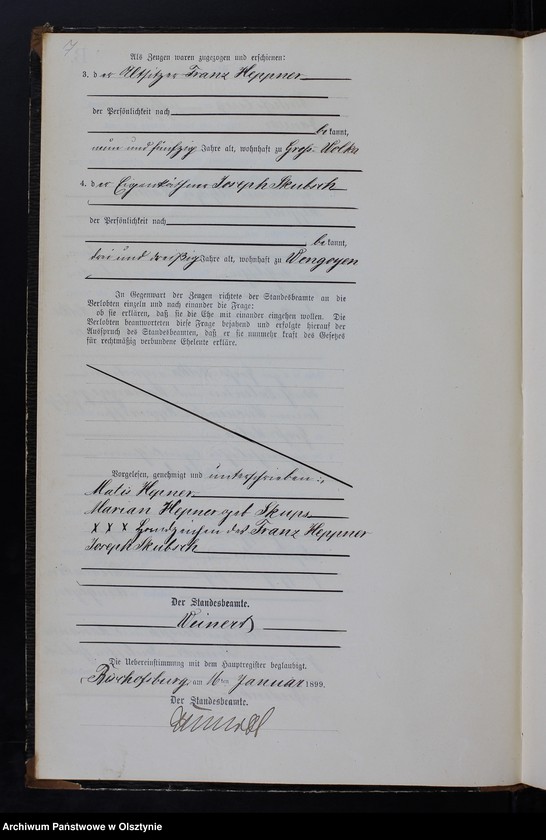 7
Als Zeugen waren zugezogen und erschienen:
3. der Altsitzer Franz Heppner
der Persönlichkeit nach
bekannt,
neun und fünfzig Jahre alt, wohnhaft zu Groß-Wolka
4. der Eigenkäthner Joseph Skubsch
der Persönlichkeit nach
bekannt,
drei und dreißig Jahre alt, wohnhaft zu Wengoyen
In Gegenwart der Zeugen richtete der Standesbeamte an die
Verlobten einzeln und nach einander die Frage:
ob sie erklären, daß sie die Ehe mit einander eingehen wollen. Die
Verlobten beantworteten diese Frage bejahend und erfolgte hierauf der
Ausspruch des Standesbeamten, daß er sie nunmehr kraft des Gesetzes
für rechtmäßig verbundene Eheleute erkläre.
Vorgelesen, genehmigt und unterschrieben:
Matis Hepner
Marian Hepner geb Skups
x x x Handzeichen des Franz Heppner
Joseph Skubsch
Der Standesbeamte.
Weinert
Die Uebereinstimmung mit dem Hauptregister beglaubigt.
Bischofsburg am 16ten Januar 1899.
Der Standesbeamte.
Archiwum Państwowe w Olsztynie